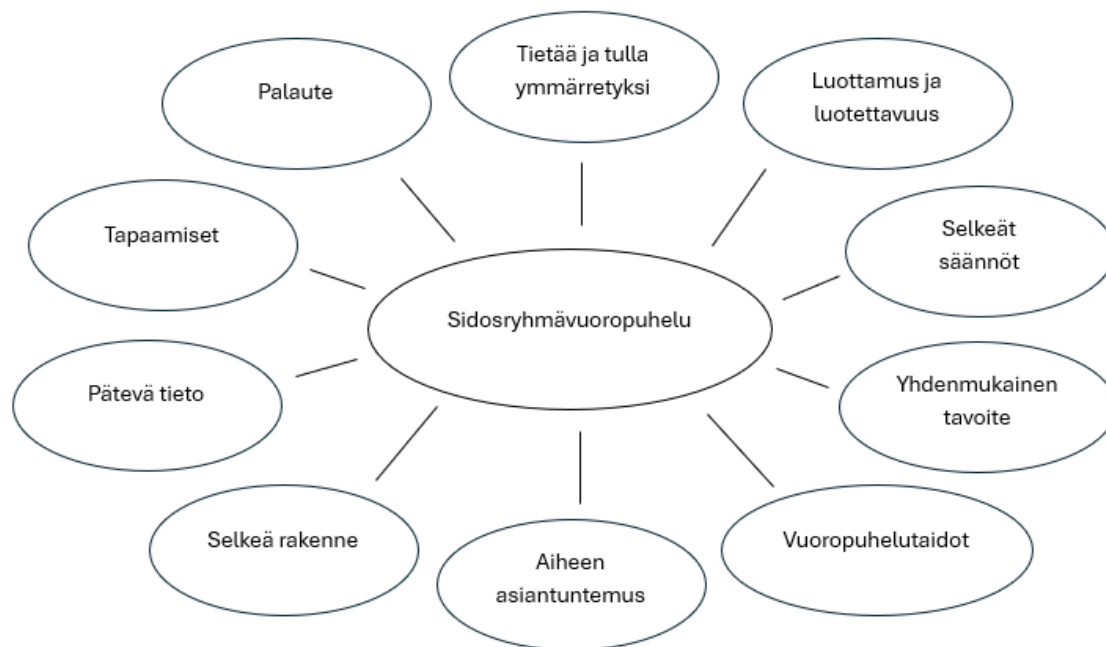 Tietää ja tulla
ymmärretyksi
Palaute
Luottamus ja
luotettavuus
Tapaamiset
Selkeät
säännöt
Sidosryhmävuoropuhelu
Pätevä tieto
Yhdenmukainen
tavoite
Selkeä rakenne
Vuoropuhelutaidot
Aiheen
asiantuntemus